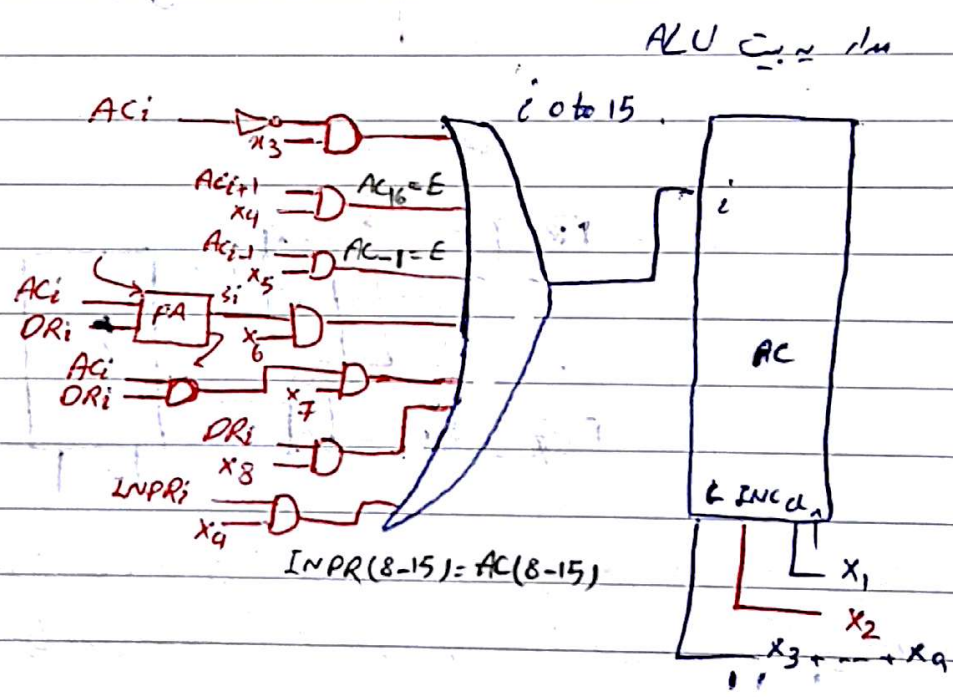 مدار یک بیت ALU
i 0 to 15
ACi
x3
ACi+1
x4
AC16=E
ACi-1
x5
AC-1=E
ACi
DRi
FA
Si
x6
ACi
DRi
x7
DRi
x8
INPRi
x9
INPR(8-15)=AC(8-15)
i
AC
L INC
x1
x2
x3+---+x9